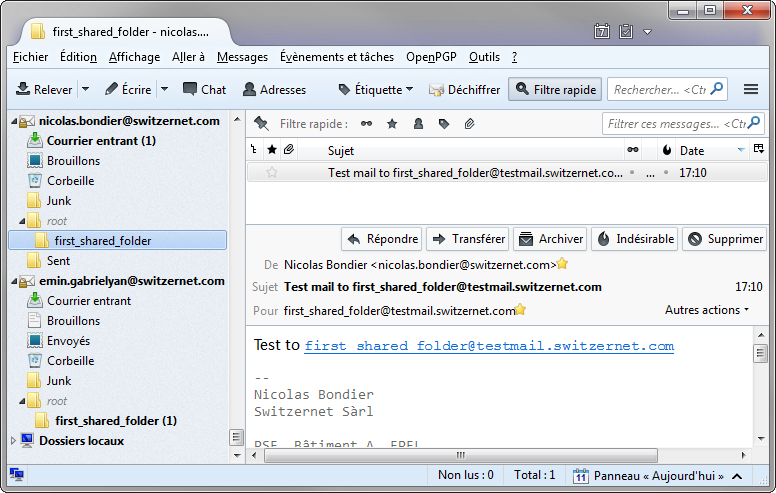 first_shared_folder - nicolas....
Fichier Édition Affichage Aller à Messages Évènements et tâches OpenPGP Outils ?
Relever Écrire Chat Adresses Étiquette Déchiffrer Filtre rapide Rechercher... <Ctr
nicolas.bondier@switzernet.com
Courrier entrant (1)
Brouillons
Corbeille
Junk
root
first_shared_folder
Sent
emin.gabrielyan@switzernet.com
Courrier entrant
Brouillons
Envoyés
Corbeille
Junk
root
first_shared_folder (1)
Dossiers locaux
Filtre rapide : Filtrer ces messages... <Ct
Sujet Date
Test mail to first_shared_folder@testmail.switzernet.co... ... 17:10
Répondre Transférer Archiver Indésirable Supprimer
De Nicolas Bondier <nicolas.bondier@switzernet.com>
Sujet Test mail to first_shared_folder@testmail.switzernet.com 17:10
Pour first_shared_folder@testmail.switzernet.com Autres actions
Test to first_shared_folder@testmail.switzernet.com
--
Nicolas Bondier
Switzernet Sàrl
PSE, Bâtiment A, EPFL
Non lus : 0 Total : 1 11 Panneau « Aujourd'hui »